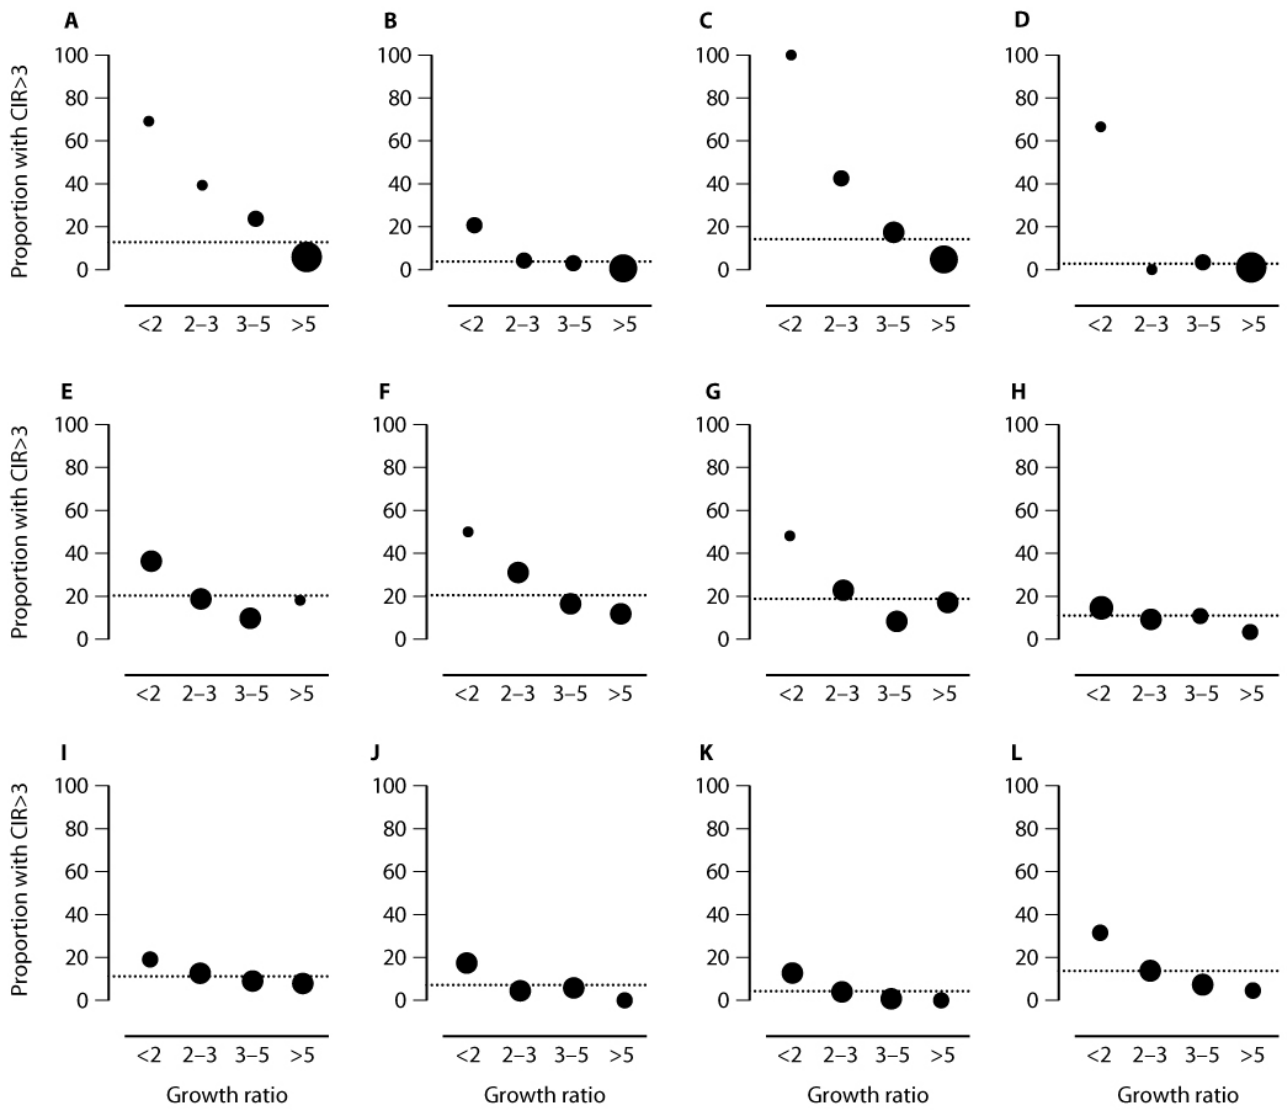 A B C D
Proportion with CIR>3
100 100 100 100
80 80 80 80
60 60 60 60
40 40 40 40
20 20 20 20
0 0 0 0
<2 2–3 3–5 >5 <2 2–3 3–5 >5 <2 2–3 3–5 >5 <2 2–3 3–5 >5
E F G H
Proportion with CIR>3
100 100 100 100
80 80 80 80
60 60 60 60
40 40 40 40
20 20 20 20
0 0 0 0
<2 2–3 3–5 >5 <2 2–3 3–5 >5 <2 2–3 3–5 >5 <2 2–3 3–5 >5
I J K L
Proportion with CIR>3
100 100 100 100
80 80 80 80
60 60 60 60
40 40 40 40
20 20 20 20
0 0 0 0
<2 2–3 3–5 >5 <2 2–3 3–5 >5 <2 2–3 3–5 >5 <2 2–3 3–5 >5
Growth ratio Growth ratio Growth ratio Growth ratio